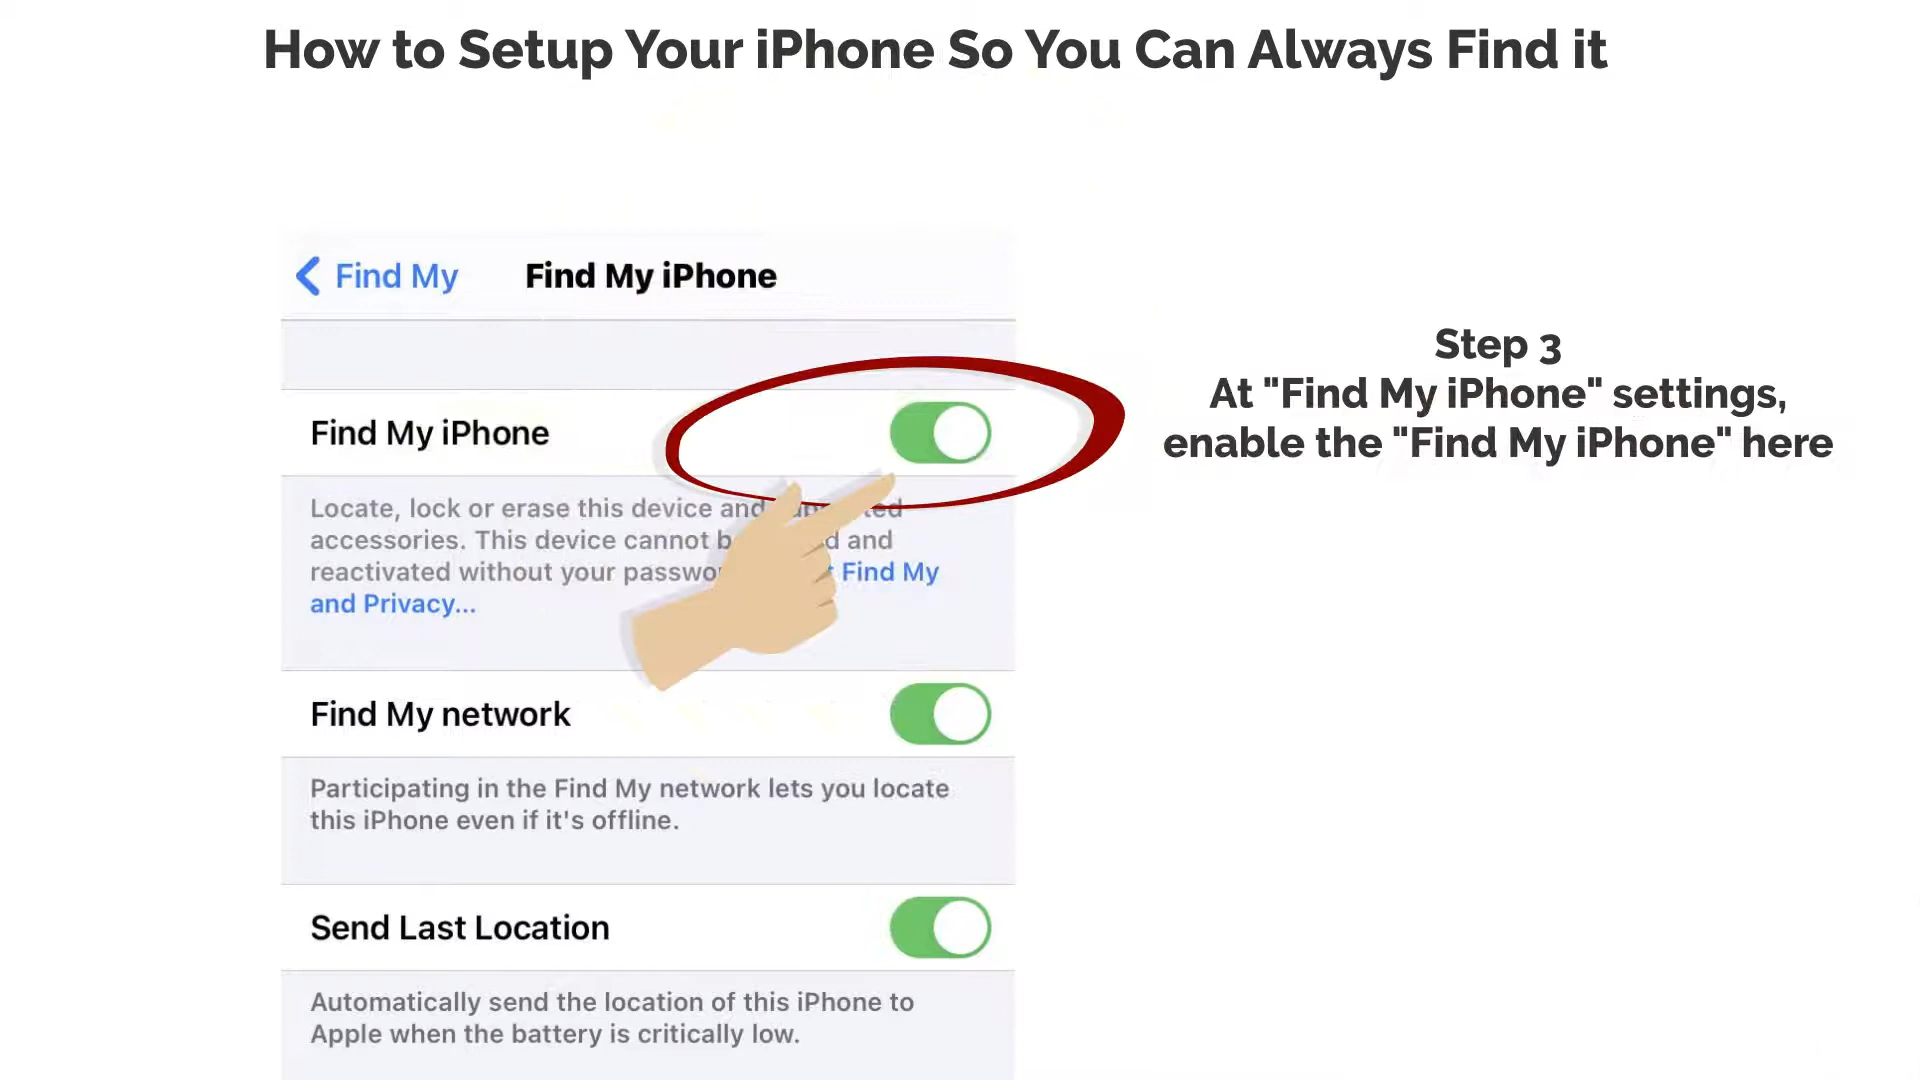 How to Setup Your iPhone So You Can Always Find it
Find My
Find My iPhone
Step 3
At "Find My iPhone" settings,
enable the "Find My iPhone" here
Find My iPhone
Locate, lock or erase this device and
accessories. This device cannot and
reactivated without your Find My
and Privacy...
Find My network
Participating in the Find My network lets you locate
this iPhone even if it's offline.
Send Last Location
Automatically send the location of this iPhone to
Apple when the battery is critically low.